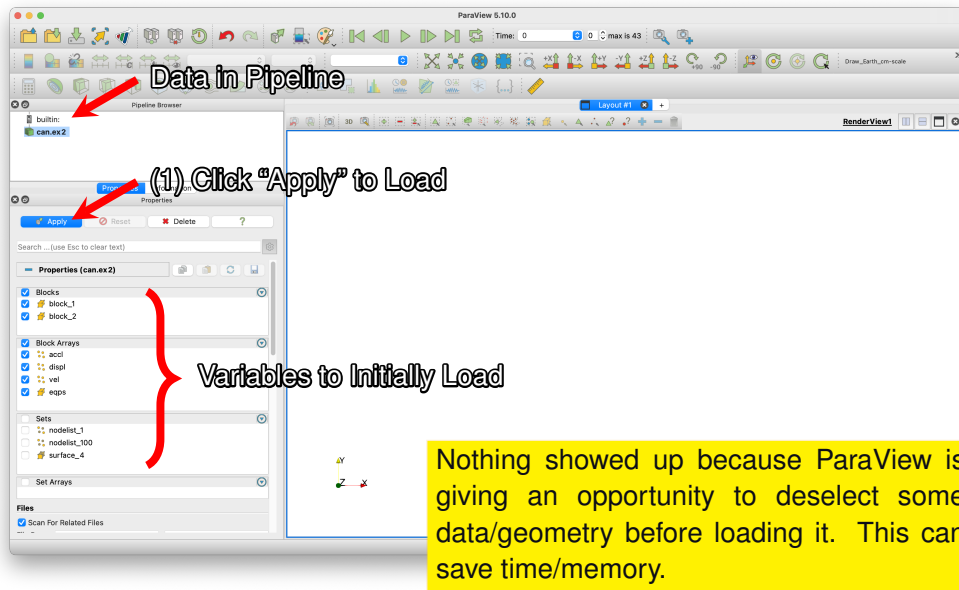 ParaView 5.10.0
Time: 0 0 max is 43
+X -X +Y -Y +Z -Z +90 -90 Draw_Earth_cm-scale
Data in Pipeline
Pipeline Browser
Layout #1
builtin:
3D
RenderView1
can.ex2
(1) Click “Apply” to Load
Properties
Apply Reset Delete ?
Search ...(use Esc to clear text)
Properties (can.ex2)
Blocks
block_1
block_2
Block Arrays
accl
displ
Variables to Initially Load
vel
eqps
Sets
nodelist_1
nodelist_100
surface_4
Set Arrays
Files
Scan For Related Files
Y
Z X
Nothing showed up because ParaView is
giving an opportunity to deselect some
data/geometry before loading it. This can
save time/memory.